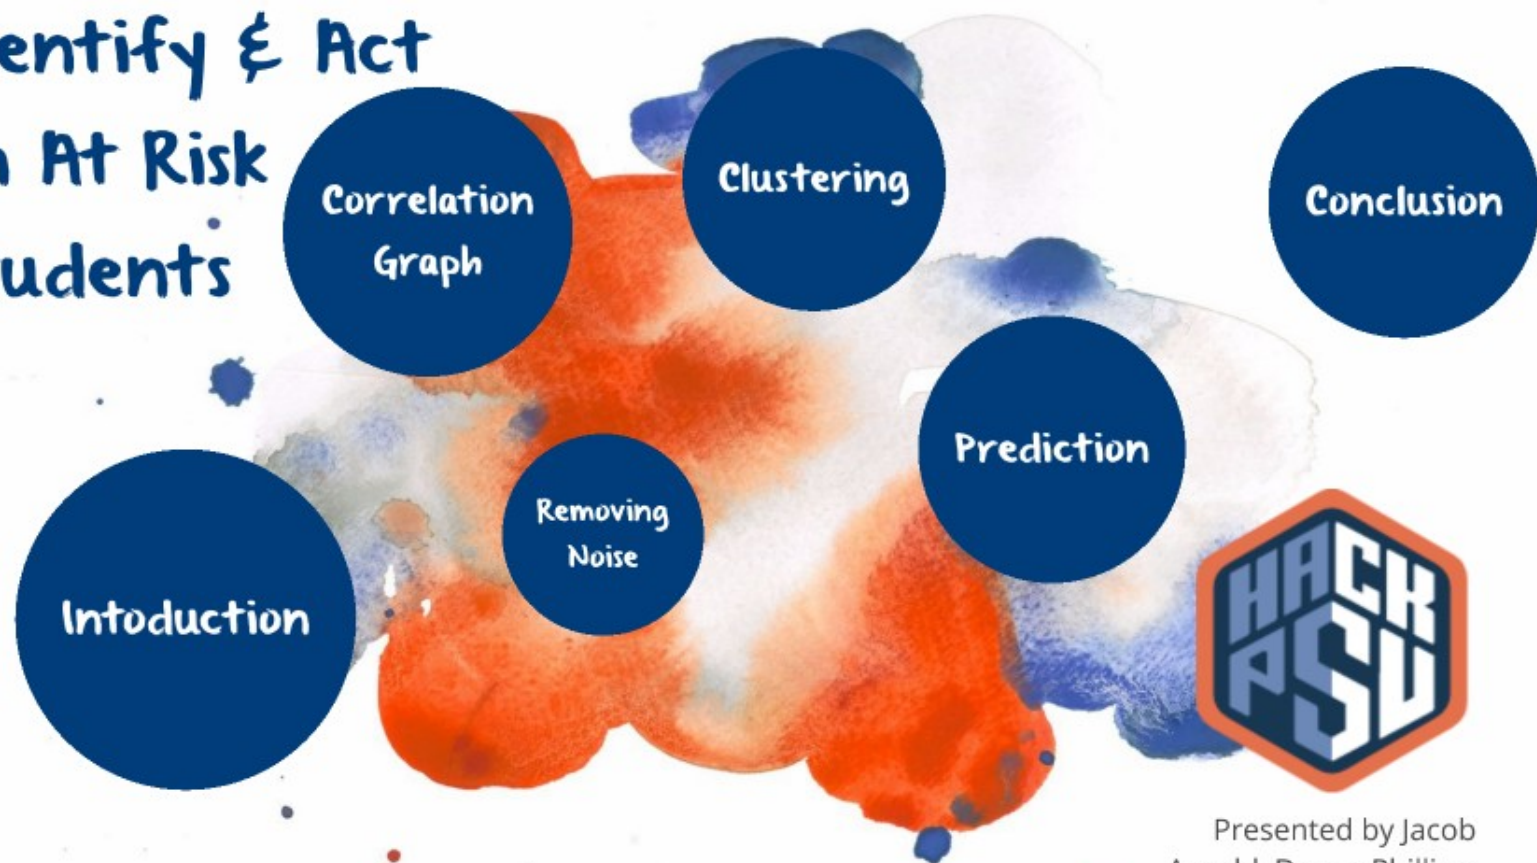 entify & Act
At Risk
udents
Correlation
Graph
Clustering
Conclusion
Prediction
Removing
Noise
Intoduction
HACK
PSU
Presented by Jacob